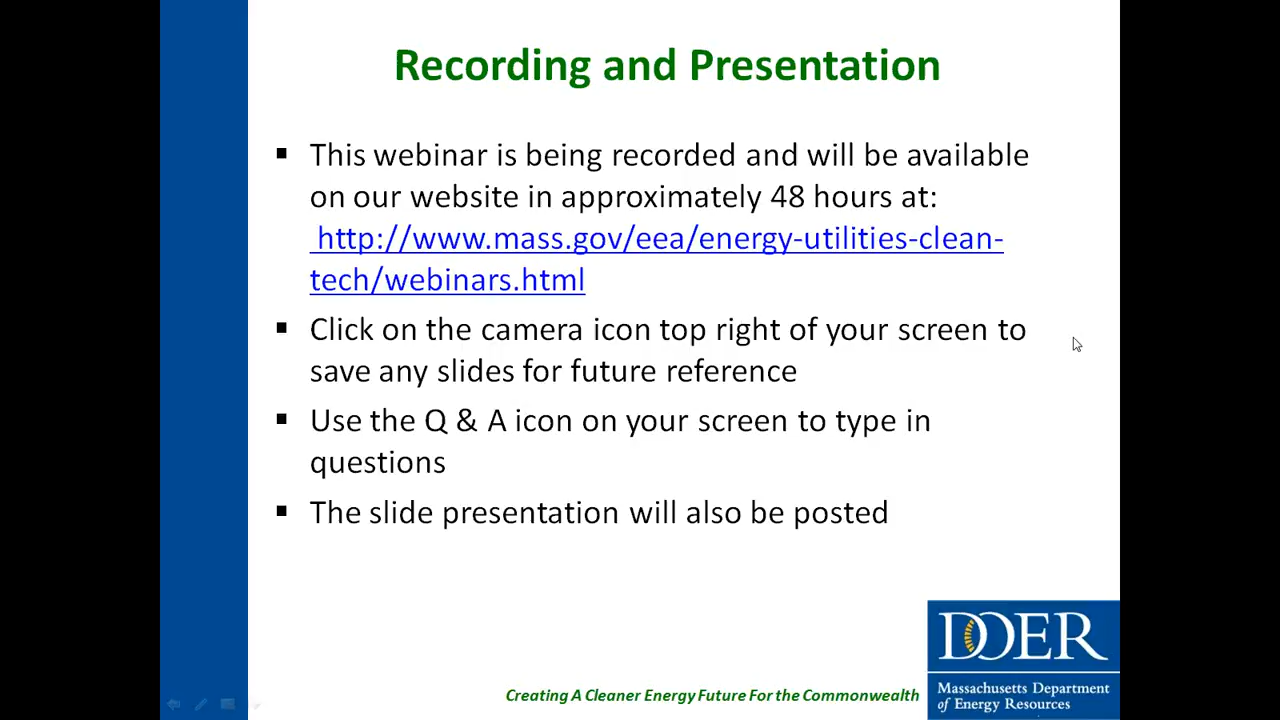 Recording and Presentation
▪ This webinar is being recorded and will be available
on our website in approximately 48 hours at:
http://www.mass.gov/eea/energy-utilities-clean-
tech/webinars.html
▪ Click on the camera icon top right of your screen to
save any slides for future reference
▪ Use the Q & A icon on your screen to type in
questions
▪ The slide presentation will also be posted
DOER
Massachusetts Department
of Energy Resources
Creating A Cleaner Energy Future For the Commonwealth